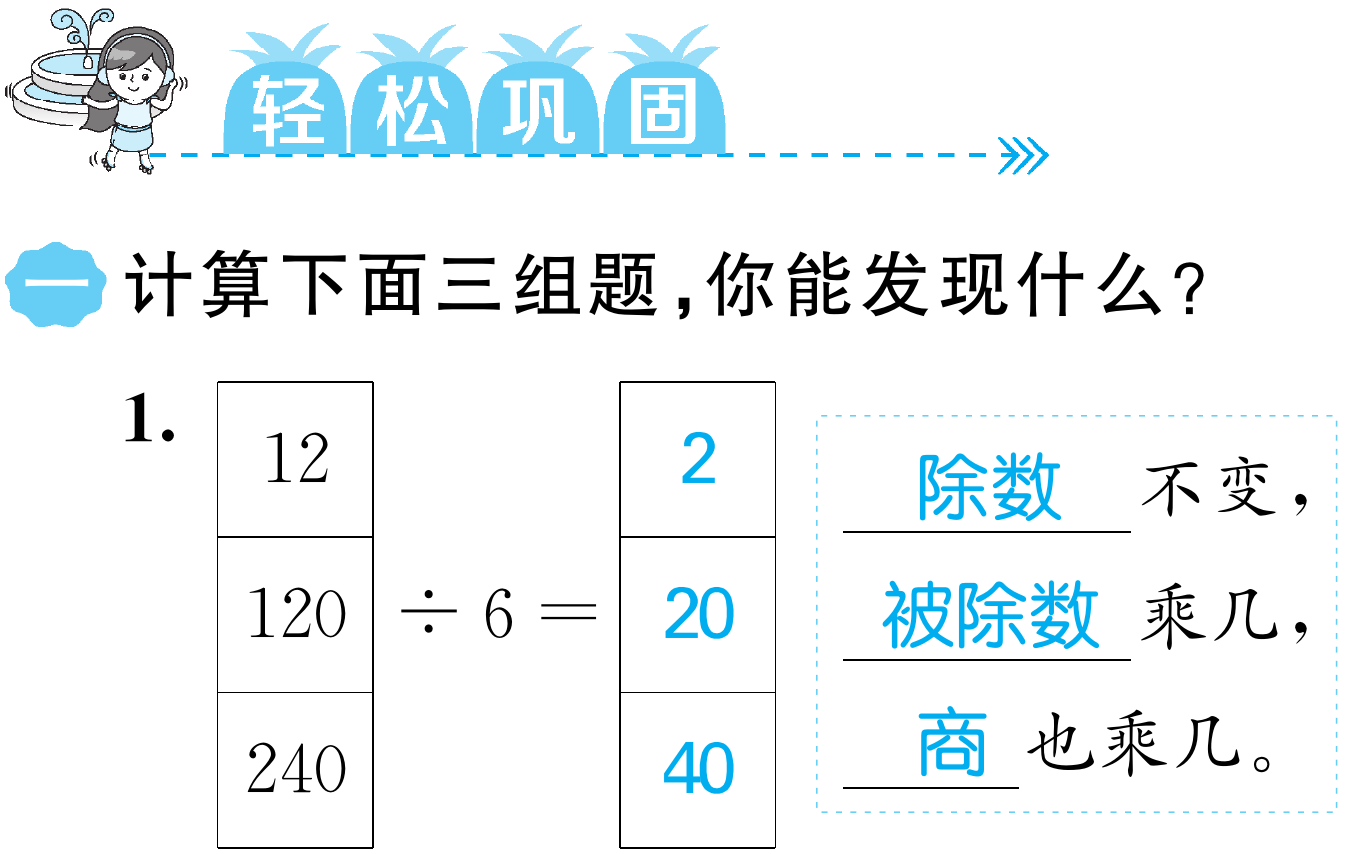 轻松巩固
一 计算下面三组题,你能发现什么?
1.
12
120 ÷ 6 =
240
2
20
40
除数 不变,
被除数 乘几,
商 也乘几。